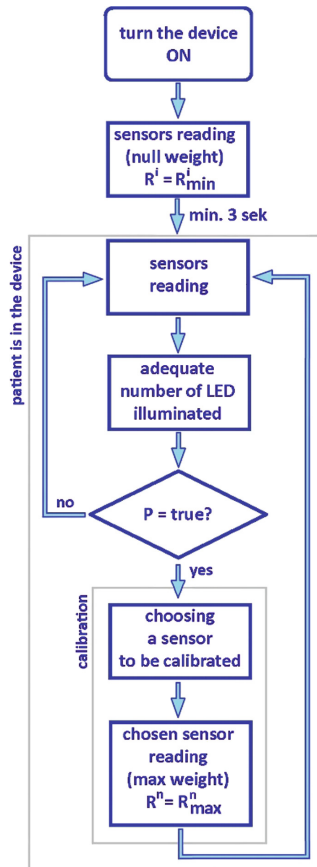 turn the device
ON
sensors reading
(null weight)
R^i = R^i_min
min. 3 sek
patient is in the device
sensors
reading
adequate
number of LED
illuminated
P = true?
no
yes
calibration
choosing
a sensor
to be calibrated
chosen sensor
reading
(max weight)
R^n = R^n_max